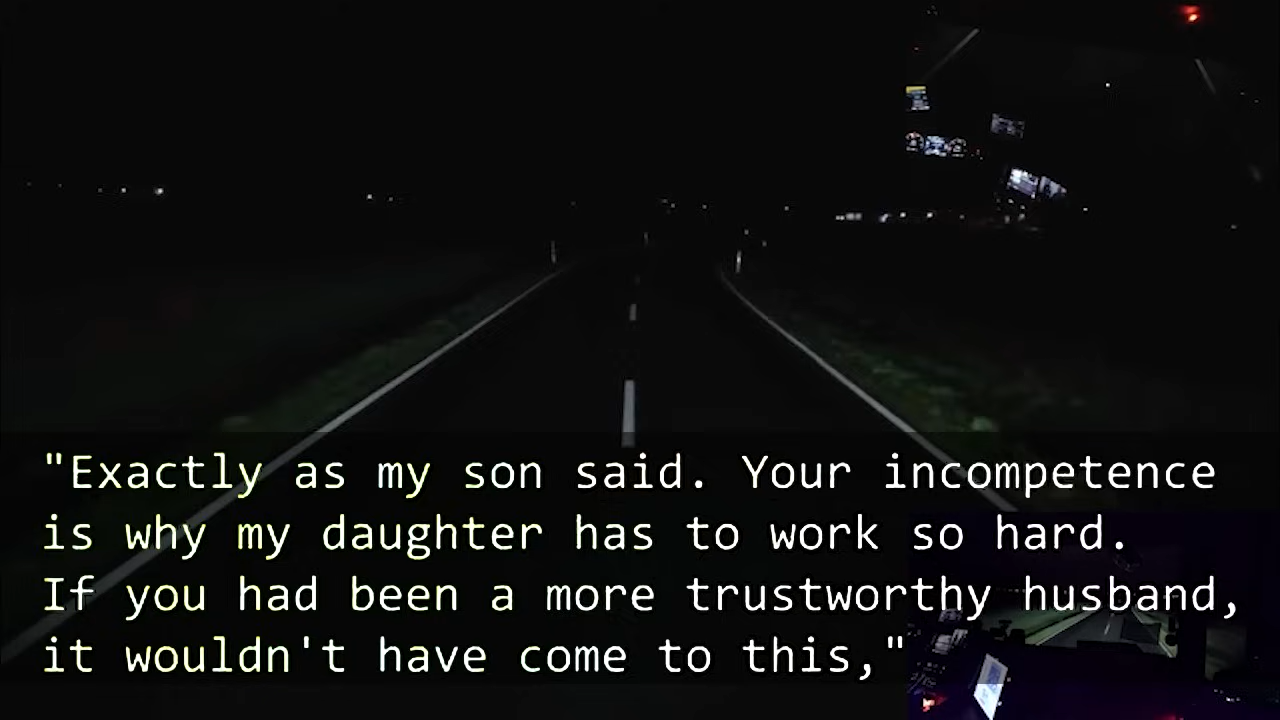 "Exactly as my son said. Your incompetence
is why my daughter has to work so hard.
If you had been a more trustworthy husband,
it wouldn't have come to this,"